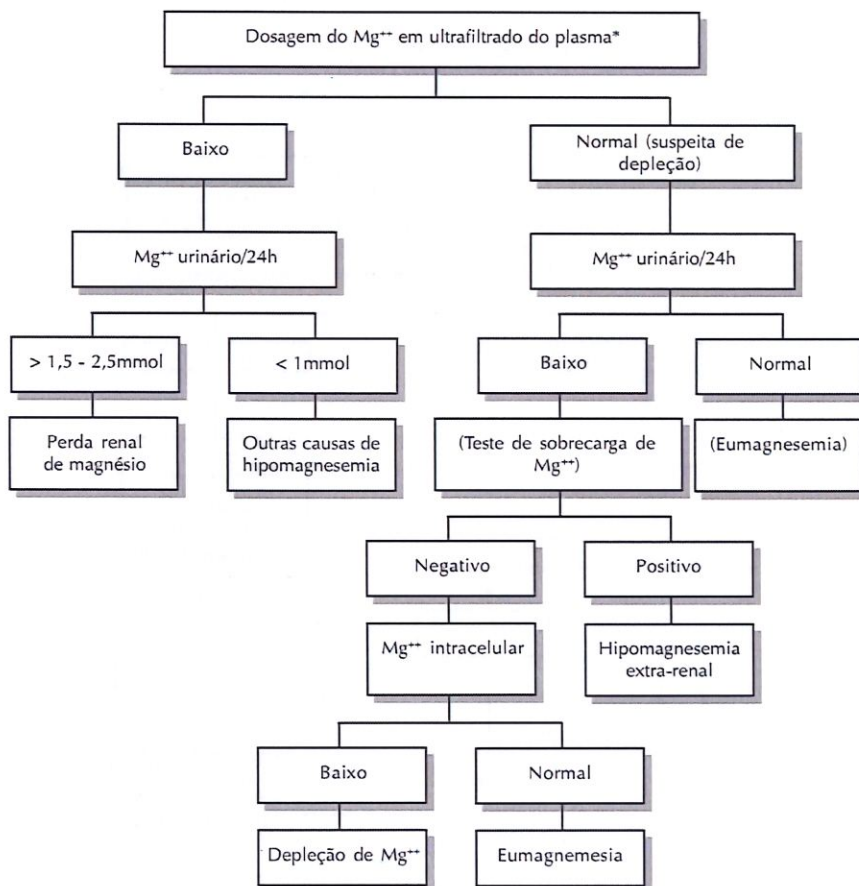 Dosagem do Mg⁺⁺ em ultrafiltrado do plasma*
Baixo
Normal (suspeita de
depleção)
Mg⁺⁺ urinário/24h
Mg⁺⁺ urinário/24h
> 1,5 - 2,5mmol
< 1mmol
Baixo
Normal
Perda renal
de magnésio
Outras causas de
hipomagnesemia
(Teste de sobrecarga de
Mg⁺⁺)
(Eumagnesemia)
Negativo
Positivo
Mg⁺⁺ intracelular
Hipomagnesemia
extra-renal
Baixo
Normal
Depleção de Mg⁺⁺
Eumagnemesia